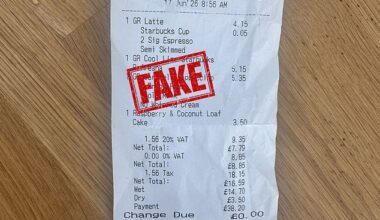 17 Jun'26 8:56 AM
1 GR Latte 4.15
Starbucks Cup 0.05
2 Sig Espresso
Semi Skimmed
1 GR Cool
5.15
5.35
FAKE
Cream
1 Raspberry & Coconut Loaf
Cake 3.50
1.56 20% VAT 9.35
Net Total: £7.79
0.00 0% VAT 8.85
Net Total: £8.85
1.56 Tax 18.15
Net Total: £16.59
Wet £14.70
Dry £3.50
Payment £38.20
Change Due £0.00